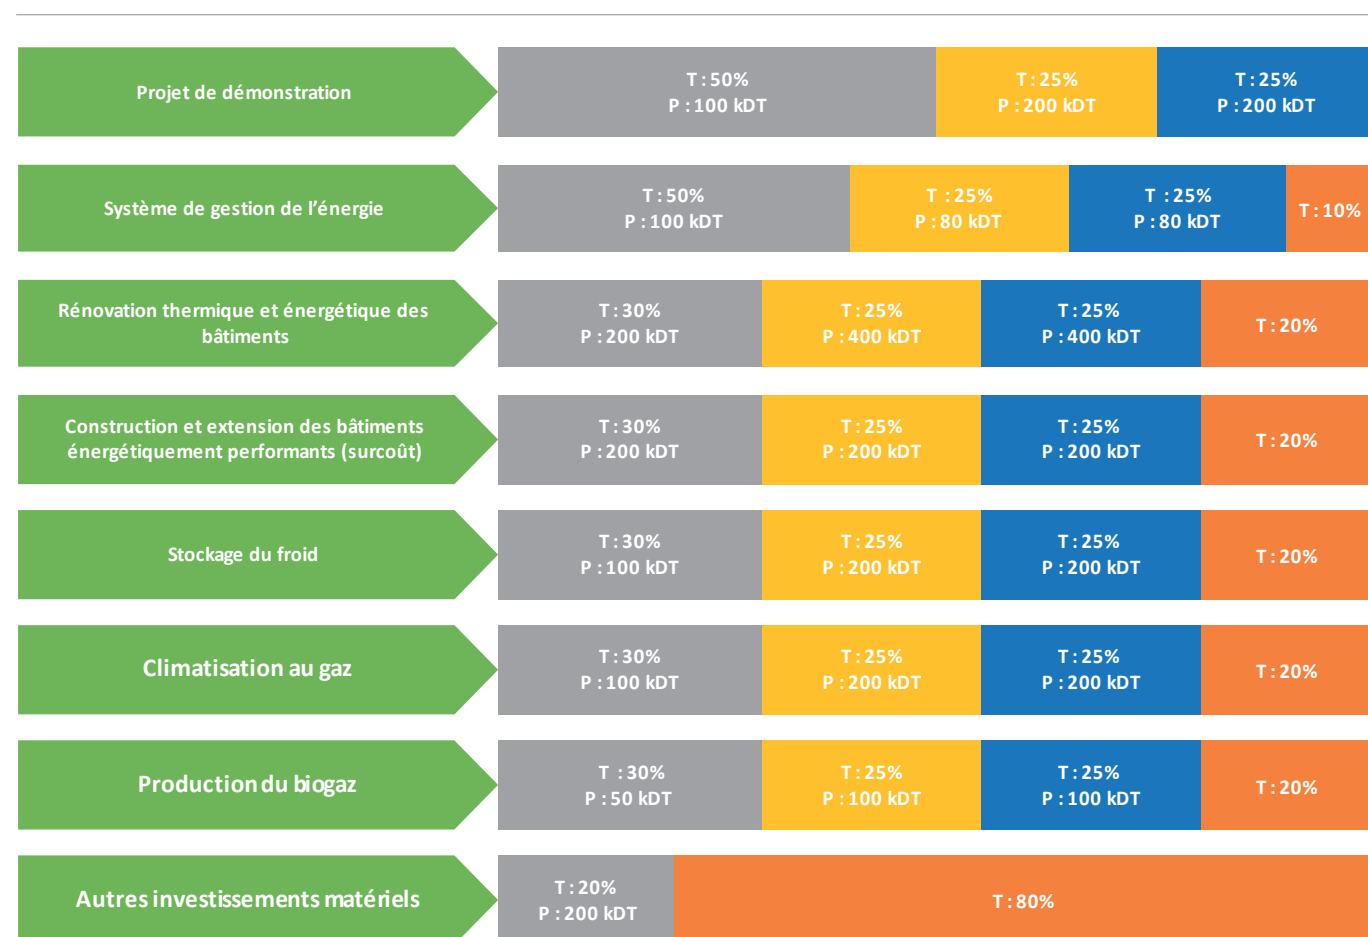 Projet de démonstration
T : 50%
P : 100 kDT
T : 25%
P : 200 kDT
T : 25%
P : 200 kDT
Système de gestion de l'énergie
T : 50%
P : 100 kDT
T : 25%
P : 80 kDT
T : 25%
P : 80 kDT
T : 10%
Rénovation thermique et énergétique des
bâtiments
T : 30%
P : 200 kDT
T : 25%
P : 400 kDT
T : 25%
P : 400 kDT
T : 20%
Construction et extension des bâtiments
énergétiquement performants (surcoût)
T : 30%
P : 200 kDT
T : 25%
P : 200 kDT
T : 25%
P : 200 kDT
T : 20%
Stockage du froid
T : 30%
P : 100 kDT
T : 25%
P : 200 kDT
T : 25%
P : 200 kDT
T : 20%
Climatisation au gaz
T : 30%
P : 100 kDT
T : 25%
P : 200 kDT
T : 25%
P : 200 kDT
T : 20%
Production du biogaz
T : 30%
P : 50 kDT
T : 25%
P : 100 kDT
T : 25%
P : 100 kDT
T : 20%
Autres investissements matériels
T : 20%
P : 200 kDT
T : 80%